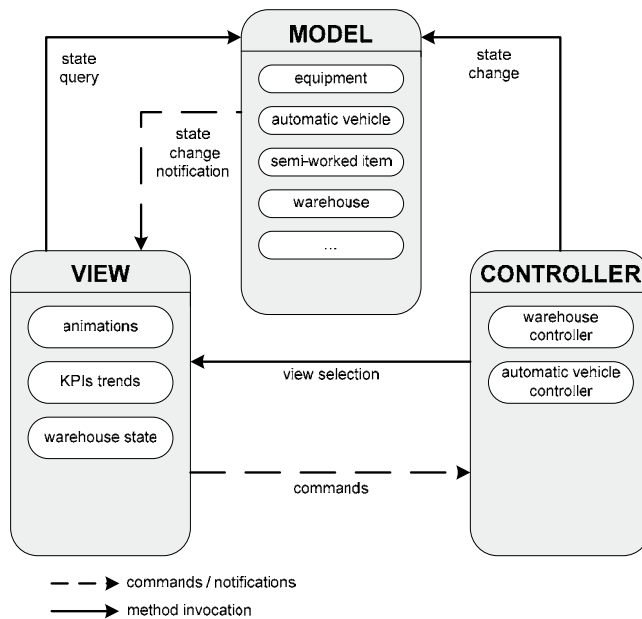 MODEL
state
query
state
change
equipment
automatic vehicle
semi-worked item
warehouse
...
state
change
notification
VIEW
animations
KPIs trends
warehouse state
CONTROLLER
warehouse
controller
automatic vehicle
controller
view selection
commands
commands / notifications
method invocation